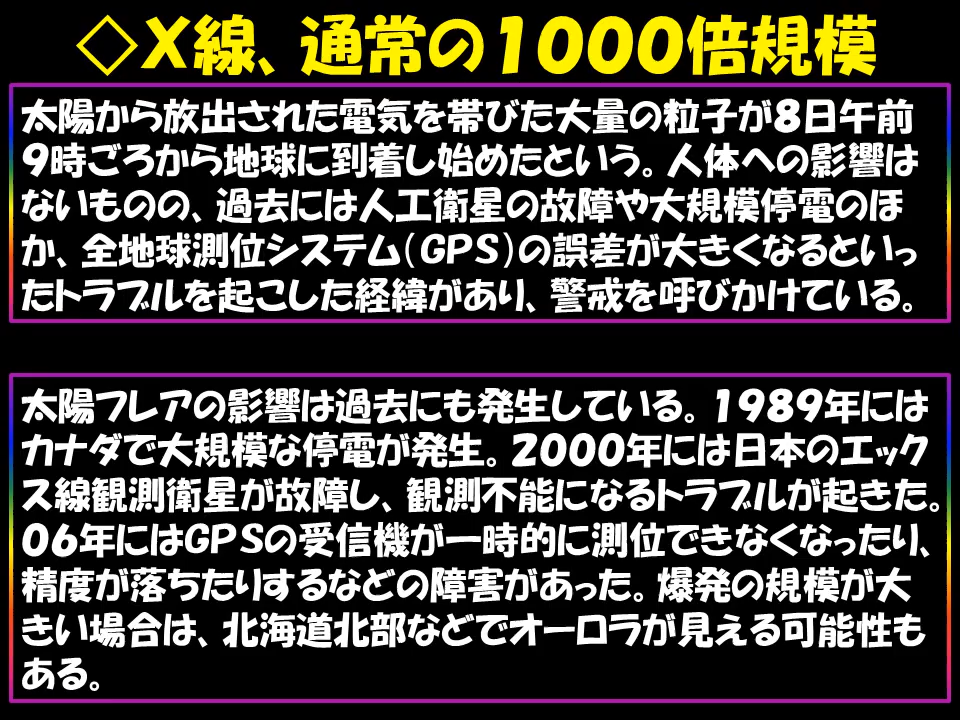 ◇X線、通常の1000倍規模
太陽から放出された電気を帯びた大量の粒子が8日午前
9時ごろから地球に到着し始めたという。人体への影響は
ないものの、過去には人工衛星の故障や大規模停電のほ
か、全地球測位システム(GPS)の誤差が大きくなるといっ
たトラブルを起こした経緯があり、警戒を呼びかけている。
太陽フレアの影響は過去にも発生している。1989年には
カナダで大規模な停電が発生。2000年には日本のエック
ス線観測衛星が故障し、観測不能になるトラブルが起きた。
06年にはGPSの受信機が一時的に測位できなくなったり、
精度が落ちたりするなどの障害があった。爆発の規模が大
きい場合は、北海道北部などでオーロラが見える可能性も
ある。